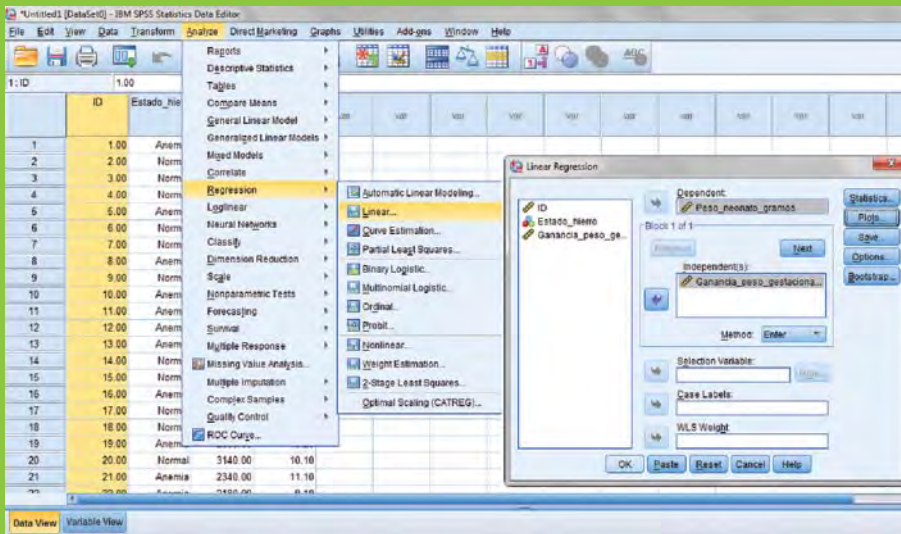 *Untitled1 [DataSet0] - IBM SPSS Statistics Data Editor
File Edit View Data Transform Analyze Direct Marketing Graphs Utilities Add-ons Window Help
1 : ID 1.00
ID Estado_hie var var var var var var var var var
1 1.00 Anem
2 2.00 Norm
3 3.00 Norm
4 4.00 Norm
5 5.00 Anem
6 6.00 Norm
7 7.00 Norm
8 8.00 Anem
9 9.00 Norm
10 10.00 Anem
11 11.00 Anem
12 12.00 Anem
13 13.00 Anem
14 14.00 Norm
15 15.00 Norm
16 16.00 Anem
17 17.00 Norm
18 18.00 Norm
19 19.00 Anem
20 20.00 Normal 3140.00 10.10
21 21.00 Anemia 2340.00 11.10
Reports
Descriptive Statistics
Tables
Compare Means
General Linear Model
Generalized Linear Models
Mixed Models
Correlate
Regression
Loglinear
Neural Networks
Classify
Dimension Reduction
Scale
Nonparametric Tests
Forecasting
Survival
Multiple Response
Missing Value Analysis...
Multiple Imputation
Complex Samples
Quality Control
ROC Curve...
Automatic Linear Modeling...
Linear...
Curve Estimation...
Partial Least Squares...
Binary Logistic...
Multinomial Logistic...
Ordinal...
Probit...
Nonlinear...
Weight Estimation...
2-Stage Least Squares...
Optimal Scaling (CATREG)...
Linear Regression
ID
Estado_hierro
Ganancia_peso_ge...
Dependent:
Peso_neonato_gramos
Block 1 of 1
Previous Next
Independent(s):
Ganancia_peso_gestaciona...
Method: Enter
Selection Variable:
Rule...
Case Labels:
WLS Weight:
Statistics...
Plots...
Save...
Options...
Bootstrap...
OK Paste Reset Cancel Help
Data View Variable View